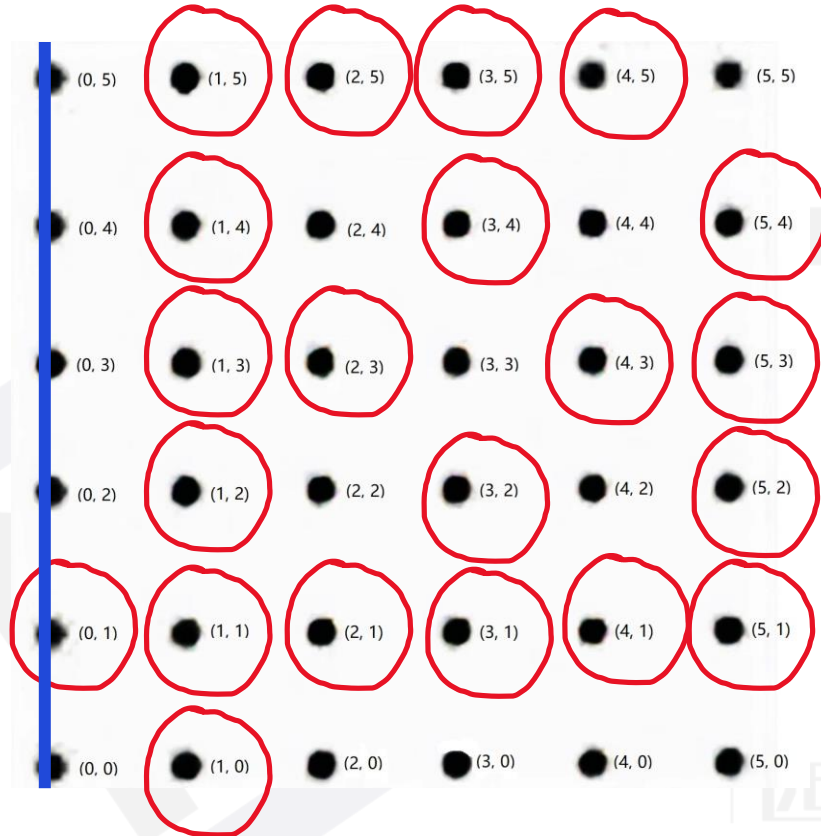 (0, 5) (1, 5) (2, 5) (3, 5) (4, 5) (5, 5)
(0, 4) (1, 4) (2, 4) (3, 4) (4, 4) (5, 4)
(0, 3) (1, 3) (2, 3) (3, 3) (4, 3) (5, 3)
(0, 2) (1, 2) (2, 2) (3, 2) (4, 2) (5, 2)
(0, 1) (1, 1) (2, 1) (3, 1) (4, 1) (5, 1)
(0, 0) (1, 0) (2, 0) (3, 0) (4, 0) (5, 0)